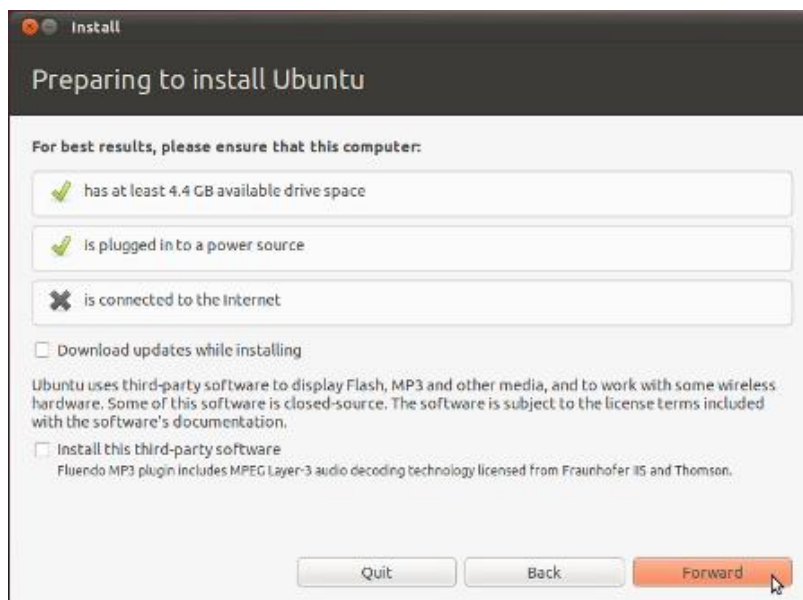 Install
Preparing to install Ubuntu
For best results, please ensure that this computer:
has at least 4.4 GB available drive space
is plugged in to a power source
is connected to the Internet
Download updates while installing
Ubuntu uses third-party software to display Flash, MP3 and other media, and to work with some wireless
hardware. Some of this software is closed-source. The software is subject to the license terms included
with the software's documentation.
Install this third-party software
Fluendo MP3 plugin includes MPEG Layer-3 audio decoding technology licensed from Fraunhofer IIS and Thomson.
Quit
Back
Forward